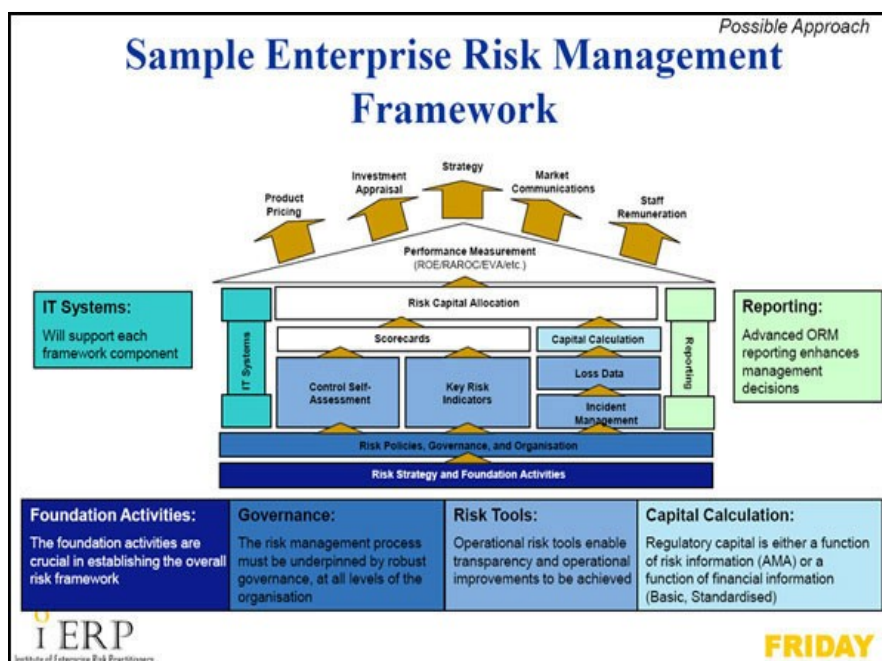 Possible Approach
Sample Enterprise Risk Management
Framework
Strategy
Investment
Appraisal
Market
Communications
Product
Pricing
Staff
Remuneration
Performance Measurement
(ROE/RAROC/EVA/etc.)
IT Systems:
Will support each
framework component
IT Systems
Risk Capital Allocation
Scorecards
Capital Calculation
Control Self-
Assessment
Key Risk
Indicators
Loss Data
Incident
Management
Reporting
Reporting:
Advanced ORM
reporting enhances
management
decisions
Risk Policies, Governance, and Organisation
Risk Strategy and Foundation Activities
Foundation Activities:
The foundation activities are
crucial in establishing the overall
risk framework
Governance:
The risk management process
must be underpinned by robust
governance, at all levels of the
organisation
Risk Tools:
Operational risk tools enable
transparency and operational
improvements to be achieved
Capital Calculation:
Regulatory capital is either a function
of risk information (AMA) or a
function of financial information
(Basic, Standardised)
i ERP
Institute of Enterprise Risk Practitioners
FRIDAY